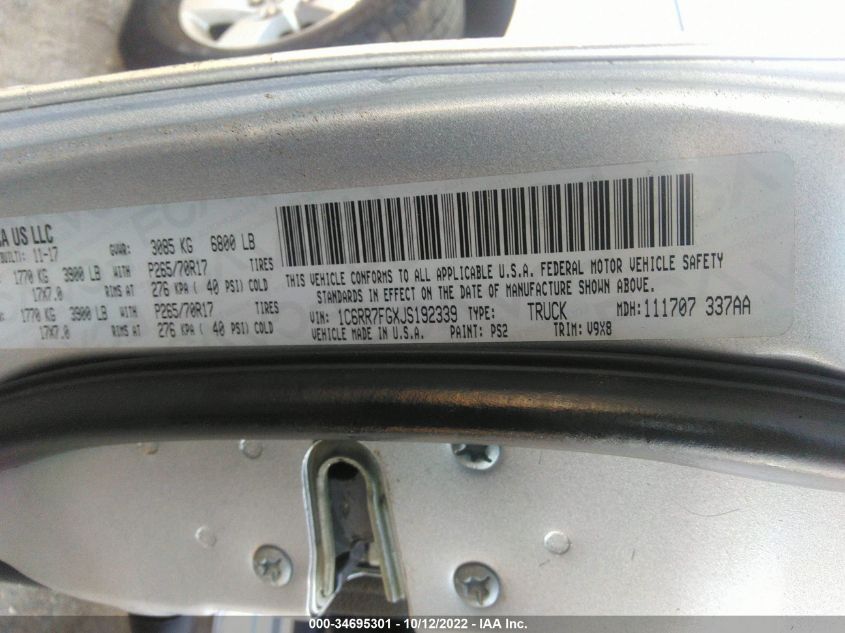 CA US LLC
BUILT: 11-17 GVWR: 3085 KG 6800 LB
1770 KG 3900 LB WITH P265/70R17 TIRES
17X7.0 RIMS AT 276 KPA ( 40 PSI) COLD
1770 KG 3900 LB WITH P265/70R17 TIRES
17X7.0 RIMS AT 276 KPA ( 40 PSI) COLD
THIS VEHICLE CONFORMS TO ALL APPLICABLE U.S.A. FEDERAL MOTOR VEHICLE SAFETY
STANDARDS IN EFFECT ON THE DATE OF MANUFACTURE SHOWN ABOVE.
VIN: 1C6RR7FGXJS192339 TYPE: TRUCK MDH: 111707 337AA
VEHICLE MADE IN U.S.A. PAINT: PS2 TRIM: V9X8
000-34695301 - 10/12/2022 - IAA Inc.